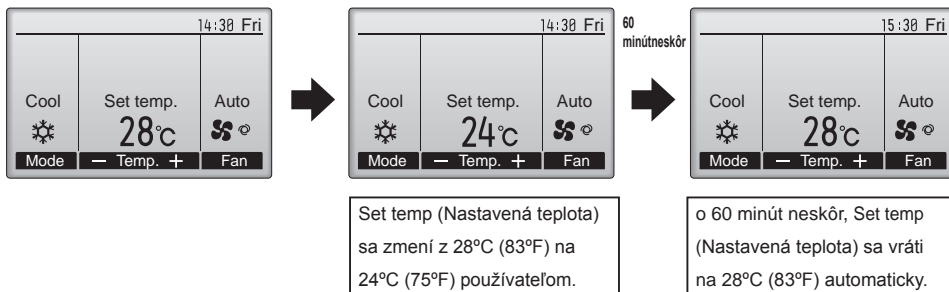 14:30 Fri
Cool Set temp. Auto
28°C
Mode − Temp. + Fan
14:30 Fri
Cool Set temp. Auto
24°C
Mode − Temp. + Fan
Set temp (Nastavená teplota)
sa zmení z 28ºC (83ºF) na
24ºC (75ºF) používateľom.
60
minútneskôr
15:30 Fri
Cool Set temp. Auto
28°C
Mode − Temp. + Fan
o 60 minút neskôr, Set temp
(Nastavená teplota) sa vráti
na 28ºC (83ºF) automaticky.